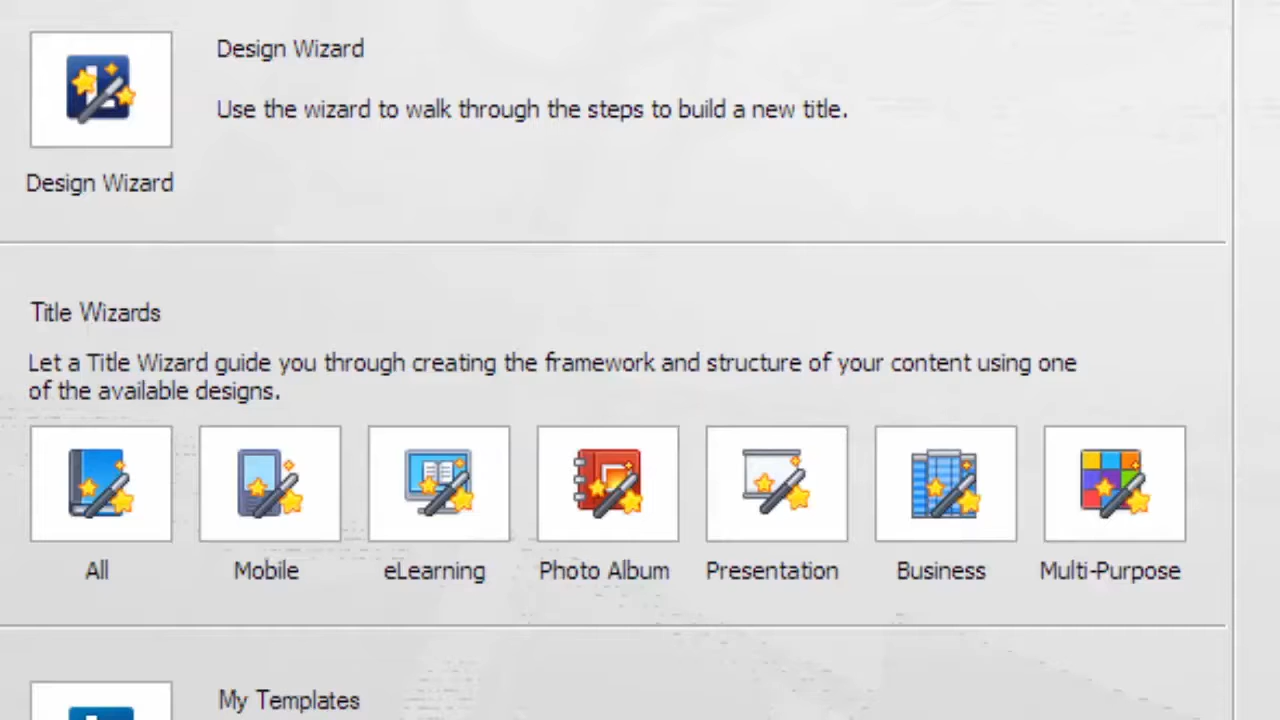 Design Wizard
Use the wizard to walk through the steps to build a new title.
Design Wizard
Title Wizards
Let a Title Wizard guide you through creating the framework and structure of your content using one
of the available designs.
All
Mobile
eLearning
Photo Album
Presentation
Business
Multi-Purpose
My Templates